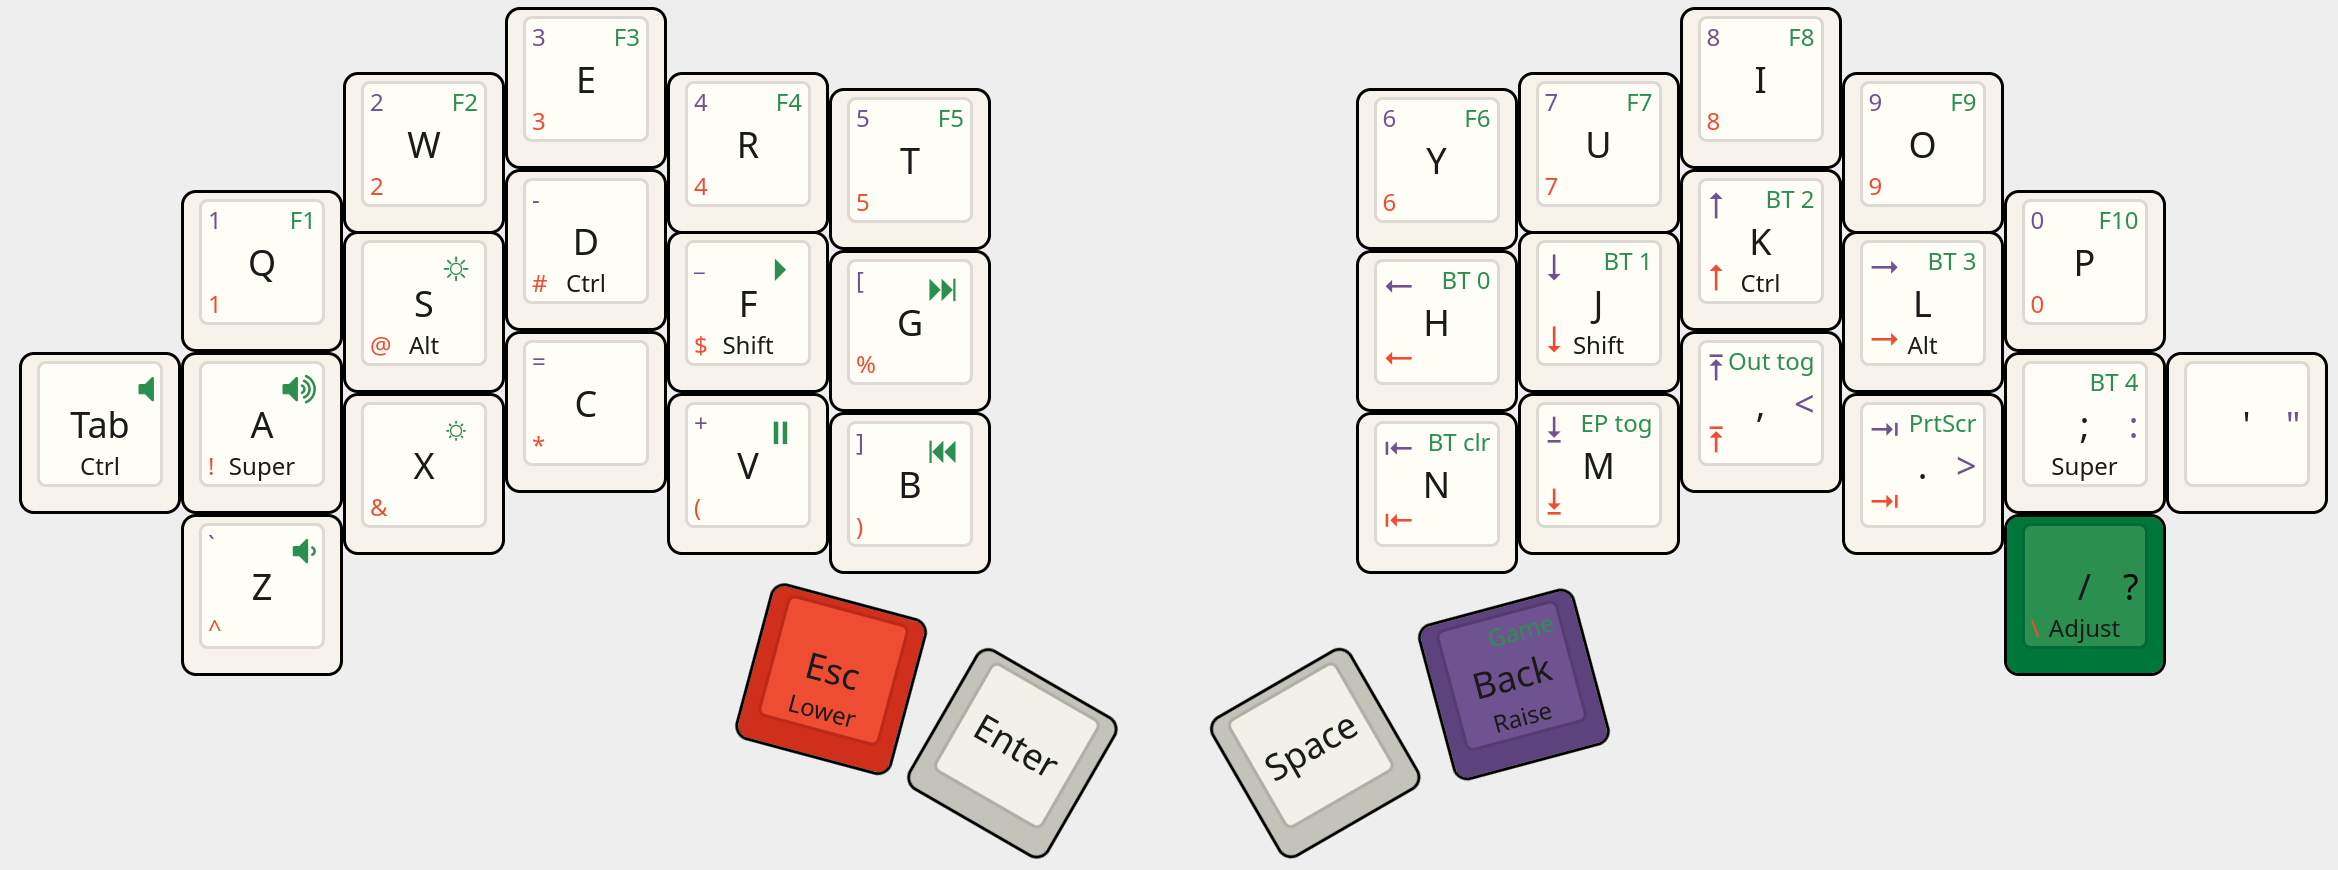 3 F3
E
3
2 F2
W
2
4 F4
R
4
5 F5
T
5
1 F1
Q
1
-
D
# Ctrl
S
@ Alt
_
F
$ Shift
[
G
%
Tab
Ctrl
A
! Super
=
C
*
X
&
+
V
(
]
B
)
`
Z
^
Esc
Lower
Enter
8 F8
I
8
7 F7
U
7
9 F9
O
9
6 F6
Y
6
0 F10
P
0
↑ BT 2
K
↑ Ctrl
← BT 0
H
←
↓ BT 1
J
↓ Shift
→ BT 3
L
→ Alt
Out tog
, <
BT clr
N
EP tog
M
PrtScr
. >
BT 4
; :
Super
' "
/ ?
\ Adjust
Space
Game
Back
Raise